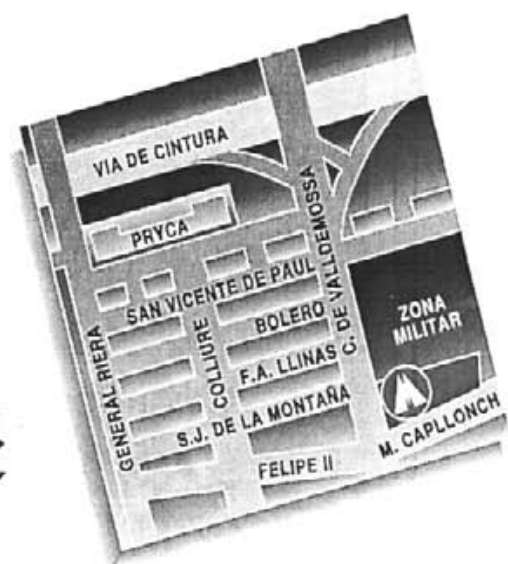 VIA DE CINTURA
PRYCA
SAN VICENTE DE PAUL
BOLERO
F.A. LLINAS
S.J. DE LA MONTAÑA
FELIPE II
GENERAL RIERA
COLLIURE
C. DE VALLDEMOSSA
ZONA
MILITAR
M. CAPLLONCH